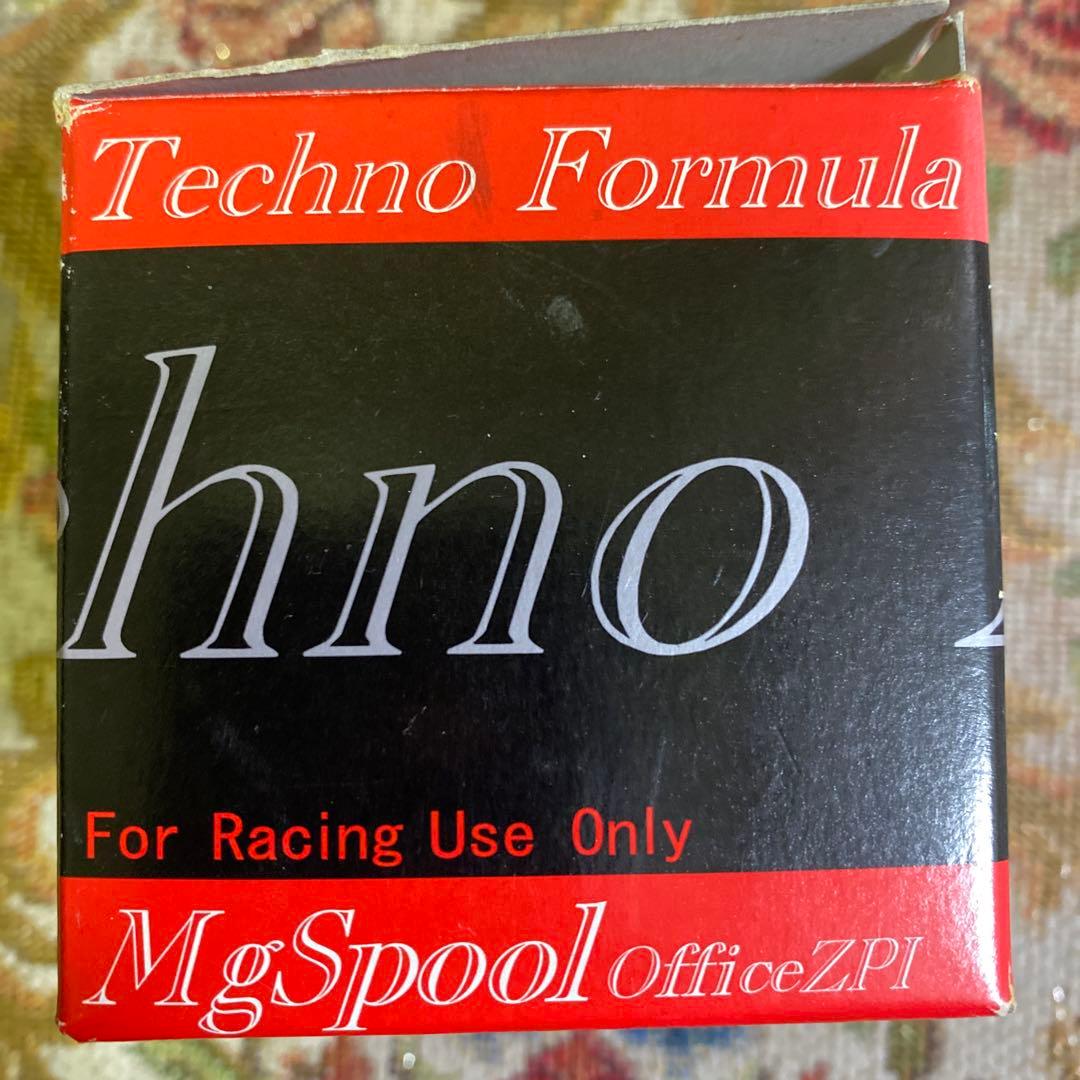 Techno Formula
hno
For Racing Use Only
MgSpool OfficeZPI